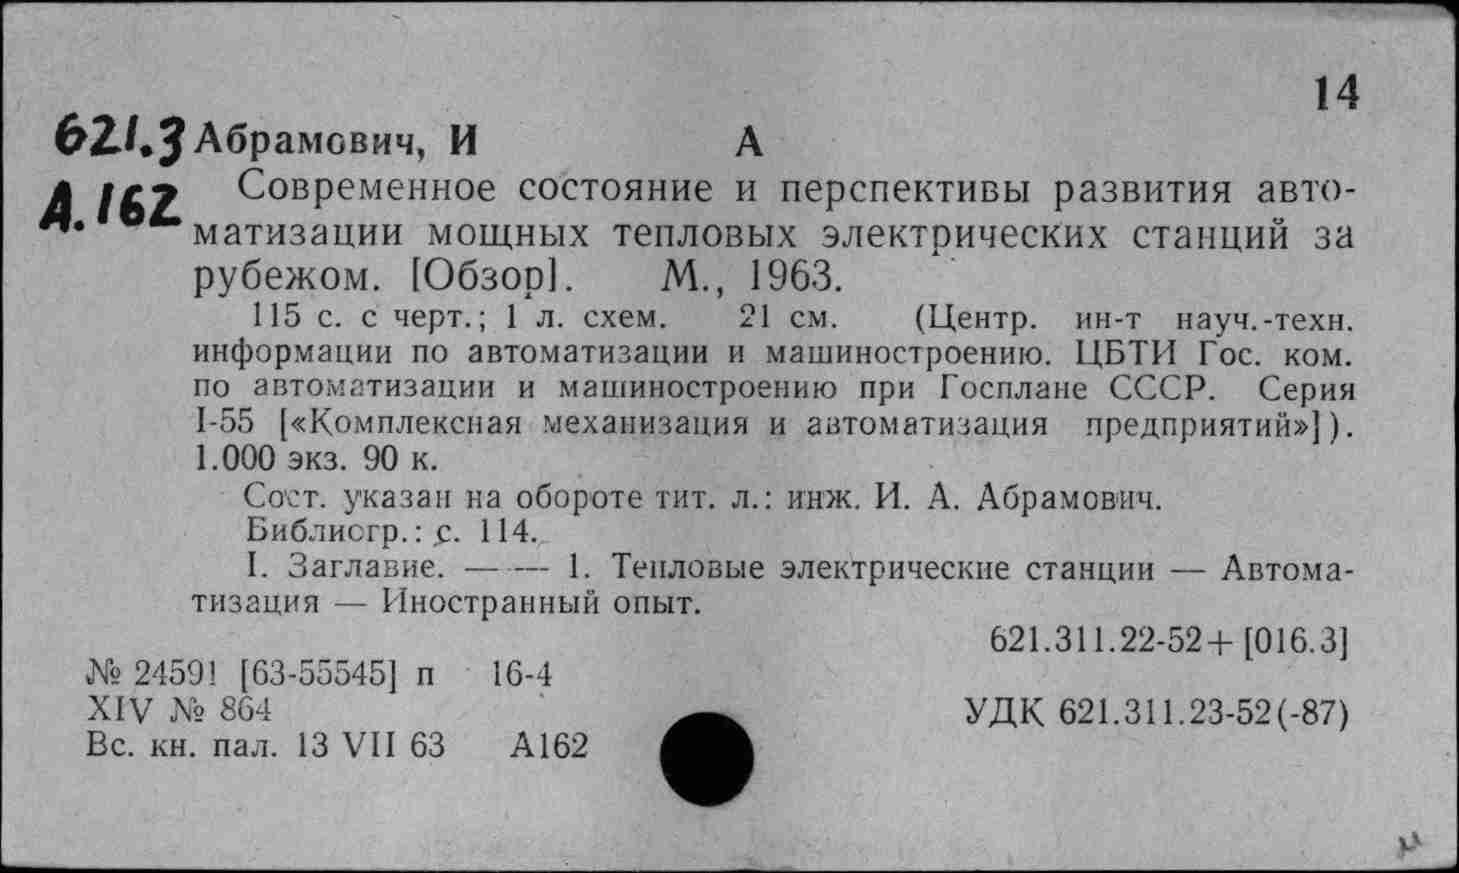 14
621.3 Абрамович, И А
А.162 Современное состояние и перспективы развития авто-
матизации мощных тепловых электрических станций за
рубежом. [Обзор]. М., 1963.
115 с. с черт.; 1 л. схем. 21 см. (Центр. ин-т науч.-техн.
информации по автоматизации и машиностроению. ЦБТИ Гос. ком.
по автоматизации и машиностроению при Госплане СССР. Серия
I-55 [«Комплексная механизация и автоматизация предприятий»]).
1.000 экз. 90 к.
Сост. указан на обороте тит. л.: инж. И. А. Абрамович.
Библиогр.: с. 114.
I. Заглавие. — — 1. Тепловые электрические станции — Автома-
тизация — Иностранный опыт.
621.311.22-52+[016.3]
№ 24591 [63-55545] п 16-4
XIV № 864
УДК 621.311.23-52(-87)
Вс. кн. пал. 13 VII 63 А162
и